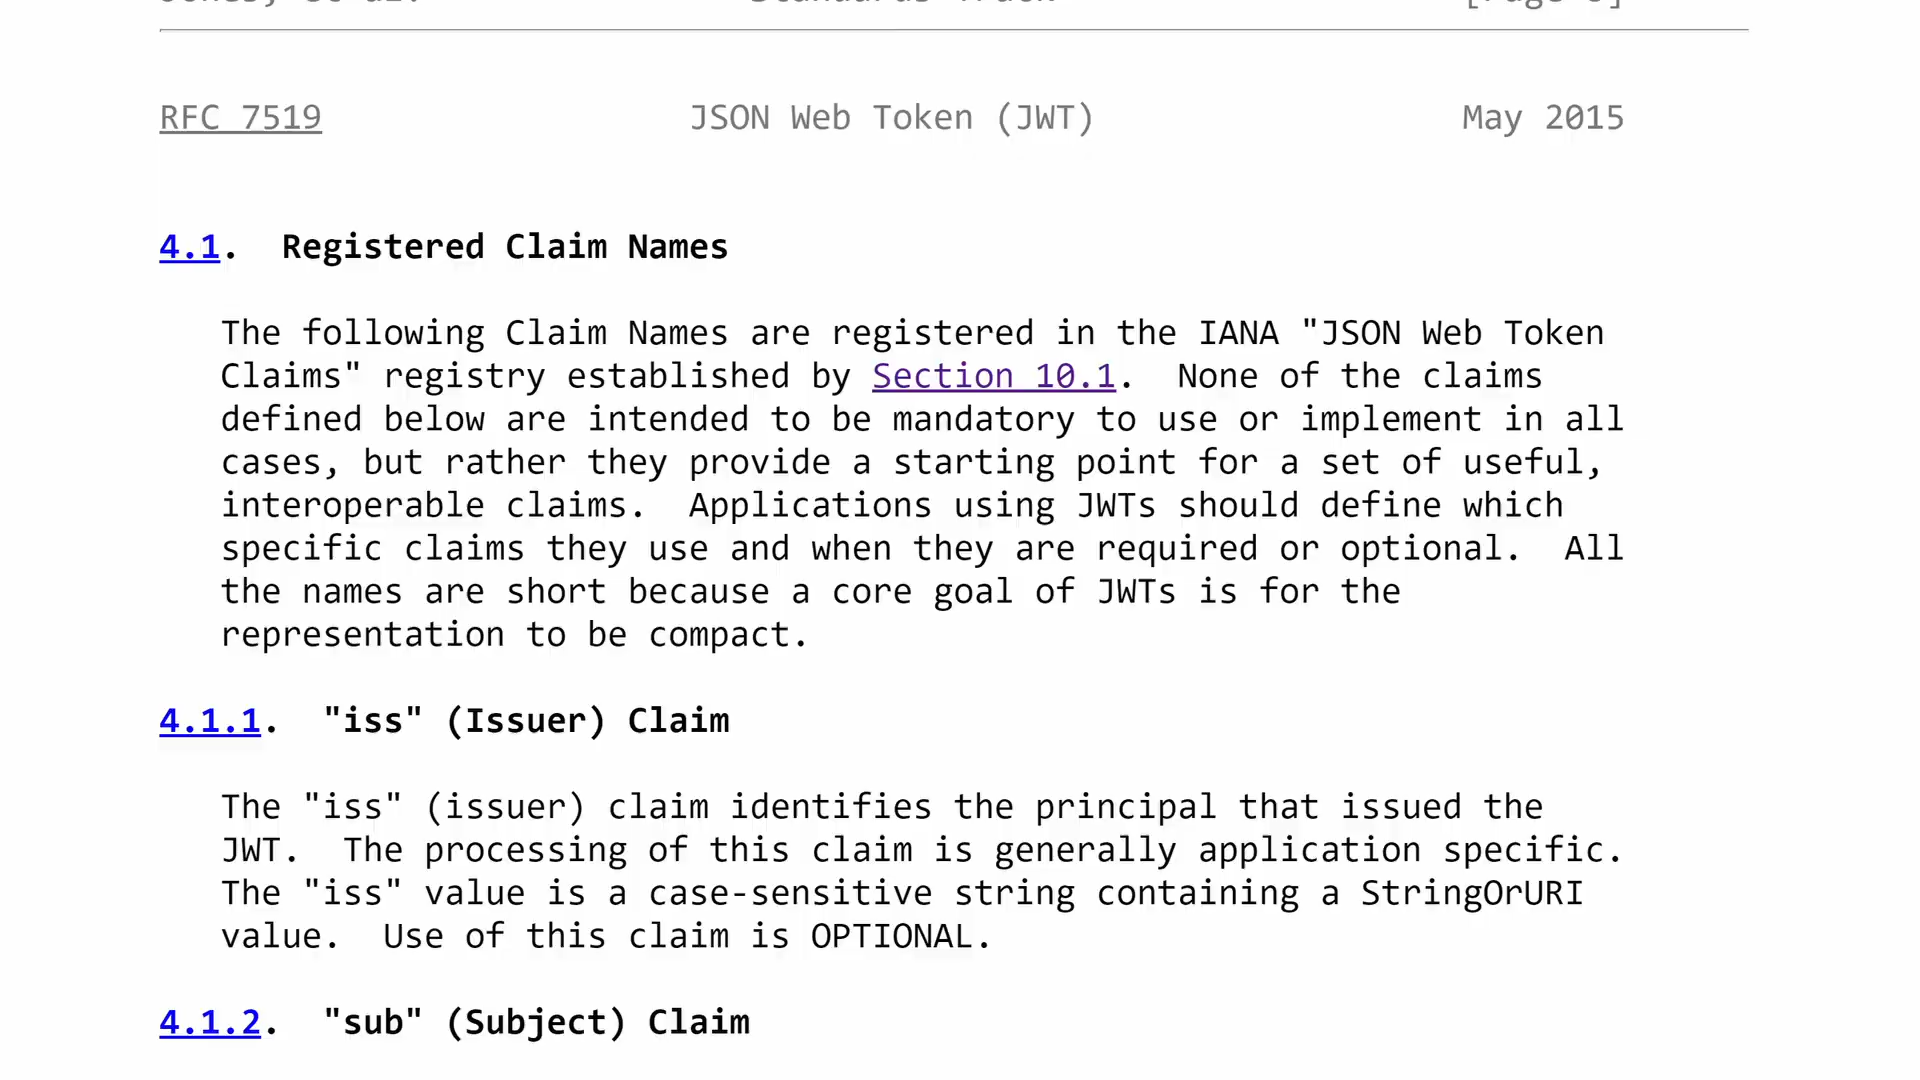 RFC 7519 JSON Web Token (JWT) May 2015
4.1. Registered Claim Names
The following Claim Names are registered in the IANA "JSON Web Token
Claims" registry established by Section 10.1. None of the claims
defined below are intended to be mandatory to use or implement in all
cases, but rather they provide a starting point for a set of useful,
interoperable claims. Applications using JWTs should define which
specific claims they use and when they are required or optional. All
the names are short because a core goal of JWTs is for the
representation to be compact.
4.1.1. "iss" (Issuer) Claim
The "iss" (issuer) claim identifies the principal that issued the
JWT. The processing of this claim is generally application specific.
The "iss" value is a case-sensitive string containing a StringOrURI
value. Use of this claim is OPTIONAL.
4.1.2. "sub" (Subject) Claim